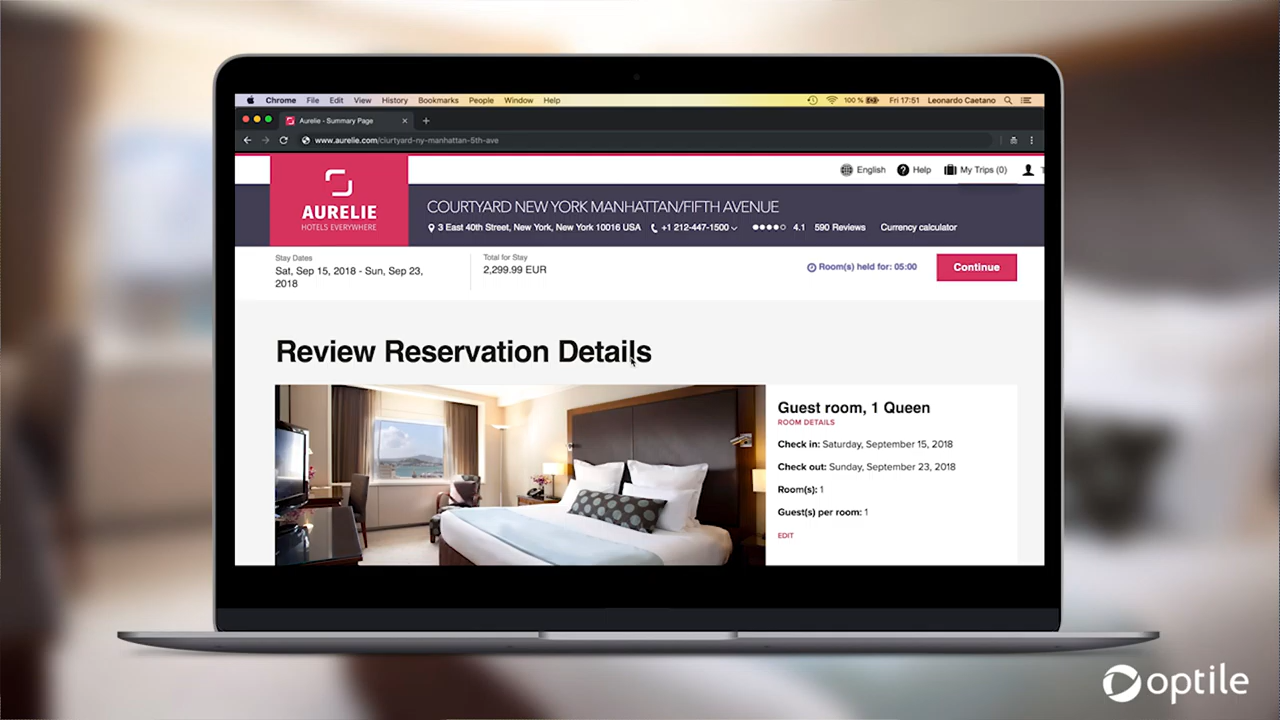 Chrome File Edit View History Bookmarks People Window Help 100 % Fri 17:51 Leonardo Caetano
Aurelie - Summary Page
www.aurelie.com/ciurtyard-ny-manhattan-5th-ave
English Help My Trips (0)
AURELIE
HOTELS EVERYWHERE
COURTYARD NEW YORK MANHATTAN/FIFTH AVENUE
3 East 40th Street, New York, New York 10016 USA +1 212-447-1500 4.1 590 Reviews Currency calculator
Stay Dates
Sat, Sep 15, 2018 - Sun, Sep 23,
2018
Total for Stay
2,299.99 EUR
Room(s) held for: 05:00
Continue
Review Reservation Details
Guest room, 1 Queen
ROOM DETAILS
Check in: Saturday, September 15, 2018
Check out: Sunday, September 23, 2018
Room(s): 1
Guest(s) per room: 1
EDIT
optile